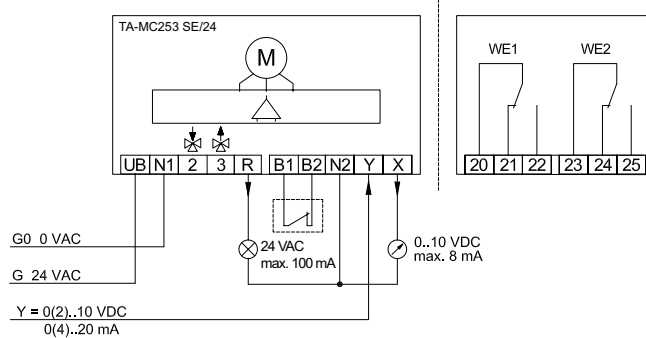 TA-MC253 SE/24
M
UB N1 2 3 R B1 B2 N2 Y X
WE1 WE2
20 21 22 23 24 25
G0 0 VAC
24 VAC
max. 100 mA
0..10 VDC
max. 8 mA
G 24 VAC
Y = 0(2)..10 VDC
0(4)..20 mA